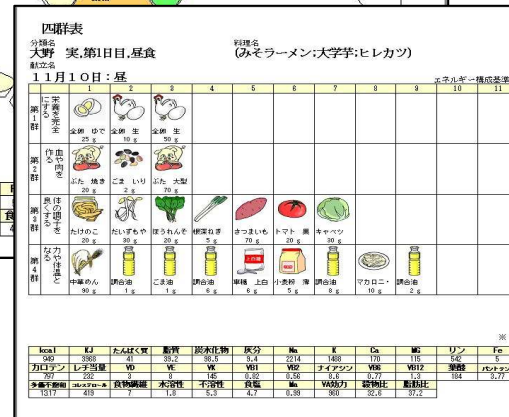 四群表
分類名
大野 実,第1日目,昼食
料理名
(みそラーメン;大学芋;ヒレカツ)
献立名
11月10日:昼
エネルギー構成基準
1 2 3 4 5 6 7 8 9 10 11
第1群 栄養を完全にする
全卵 ゆで 全卵 生 全卵 生
25 g 10 g 50 g
第2群 血や肉を作る
ぶた 焼き ごま いり ぶた 大型
20 g 2 g 70 g
第3群 体の調子を良くする
たけのこ だいずもや ほうれんそ 根深ねぎ さつまいも トマト 果 キャベツ
20 g 30 g 20 g 5 g 70 g 20 g 30 g
第4群 力や体温となる
中華めん 調合油 ごま油 調合油 車糖 上白 小麦粉 薄 調合油 マカロニ・ 調合油
90 g 1 g 1 g 1 g 6 g 5 g 8 g 10 g 2 g
※
kcal KJ たんぱく質 脂質 炭水化物 灰分 Na K Ca MG リン Fe
949 3968 41 39.2 98.5 9.4 2214 1488 170 115 542 5
カロテン レチ当量 VD VE VK VB1 VB2 ナイアシン VB6 VB12 葉酸 パントテン
797 232 3 8 145 0.82 0.56 8.6 0.77 1.3 184 3.77
多価不飽和 コレステロール 食物繊維 水溶性 不溶性 食塩 Mn VA効力 穀物比 脂肪比
1317 419 7 1.8 5.3 4.7 0.99 960 32.6 37.2